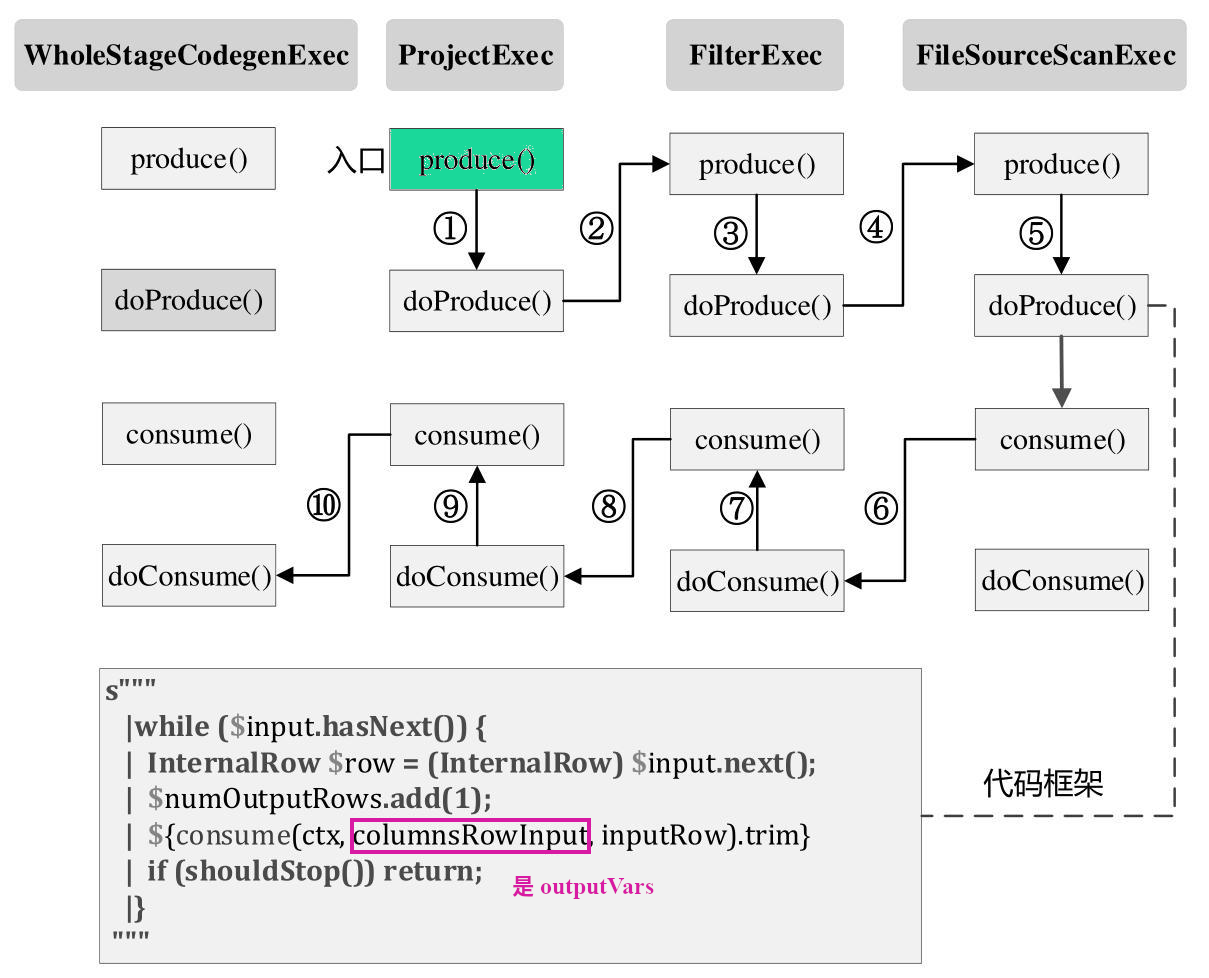 WholeStageCodegenExec
ProjectExec
FilterExec
FileSourceScanExec
produce()
入口
produce()
produce()
produce()
①
②
③
④
⑤
doProduce()
doProduce()
doProduce()
doProduce()
consume()
consume()
consume()
consume()
⑩
⑨
⑧
⑦
⑥
doConsume()
doConsume()
doConsume()
doConsume()
s"""
|while ($input.hasNext()) {
| InternalRow $row = (InternalRow) $input.next();
| $numOutputRows.add(1);
| ${consume(ctx, columnsRowInput, inputRow).trim}
| if (shouldStop()) return;
是 outputVars
|}
"""
代码框架